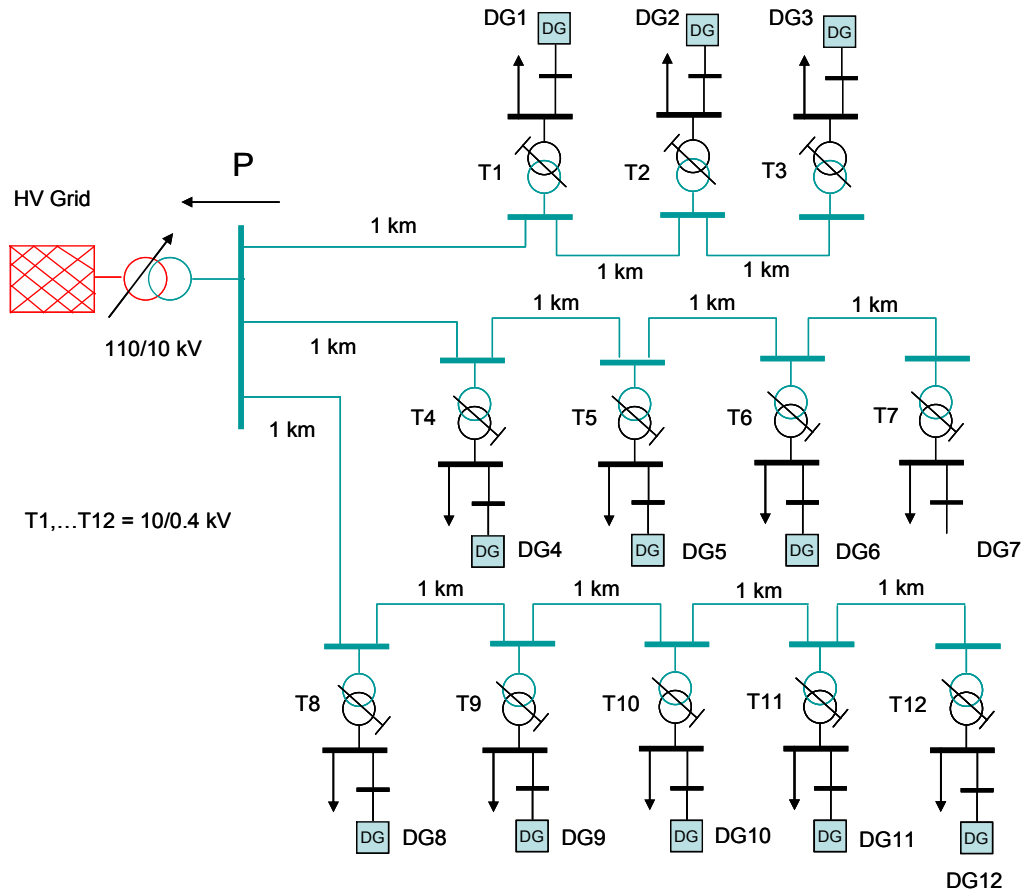 DG1
DG
DG2
DG
DG3
DG
T1
T2
T3
P
HV Grid
1 km
1 km
1 km
110/10 kV
1 km
1 km
1 km
1 km
T4
T5
T6
T7
1 km
T1,...T12 = 10/0.4 kV
DG
DG4
DG
DG5
DG
DG6
DG7
1 km
1 km
1 km
1 km
T8
T9
T10
T11
T12
DG
DG8
DG
DG9
DG
DG10
DG
DG11
DG
DG12